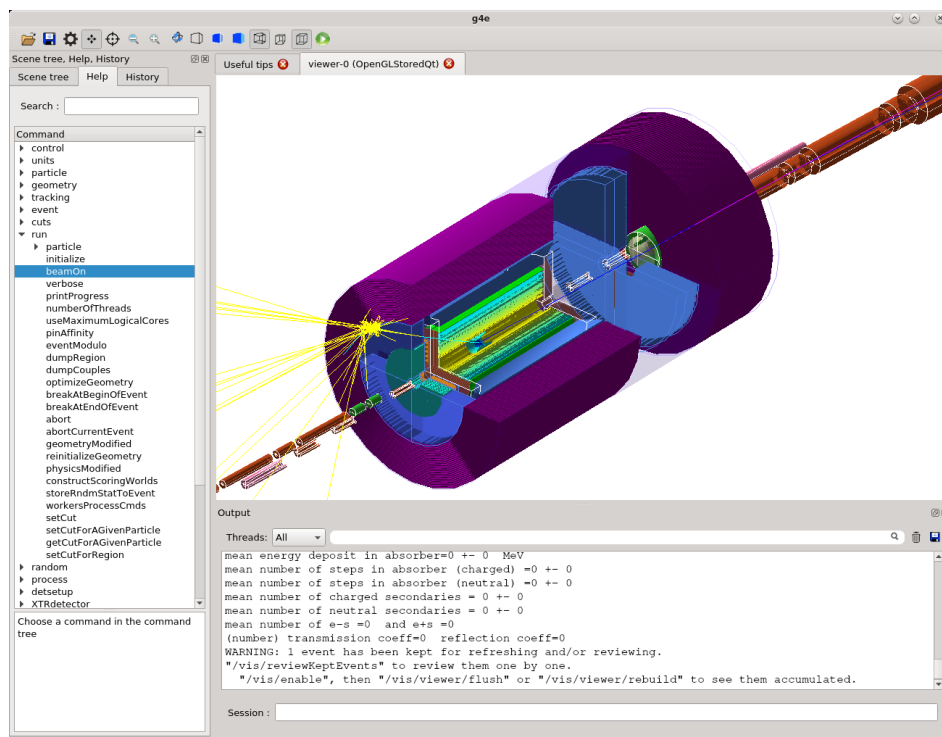 g4e
Scene tree, Help, History
Scene tree
Help
History
Useful tips
viewer-0 (OpenGLStoredQt)
Search :
Command
control
units
particle
geometry
tracking
event
cuts
run
particle
initialize
beamOn
verbose
printProgress
numberOfThreads
useMaximumLogicalCores
pinAffinity
eventModulo
dumpRegion
dumpCouples
optimizeGeometry
breakAtBeginOfEvent
breakAtEndOfEvent
abort
abortCurrentEvent
geometryModified
reinitializeGeometry
physicsModified
constructScoringWorlds
storeRndmStatToEvent
workersProcessCmds
setCut
setCutForAGivenParticle
getCutForAGivenParticle
setCutForRegion
random
process
detsetup
XTRdetector
Choose a command in the command
tree
Output
Threads: All
mean energy deposit in absorber=0 +- 0  MeV
mean number of steps in absorber (charged) =0 +- 0
mean number of steps in absorber (neutral) =0 +- 0
mean number of charged secondaries = 0 +- 0
mean number of neutral secondaries = 0 +- 0
mean number of e-s =0  and e+s =0
(number) transmission coeff=0  reflection coeff=0
WARNING: 1 event has been kept for refreshing and/or reviewing.
"/vis/reviewKeptEvents" to review them one by one.
"/vis/enable", then "/vis/viewer/flush" or "/vis/viewer/rebuild" to see them accumulated.
Session :